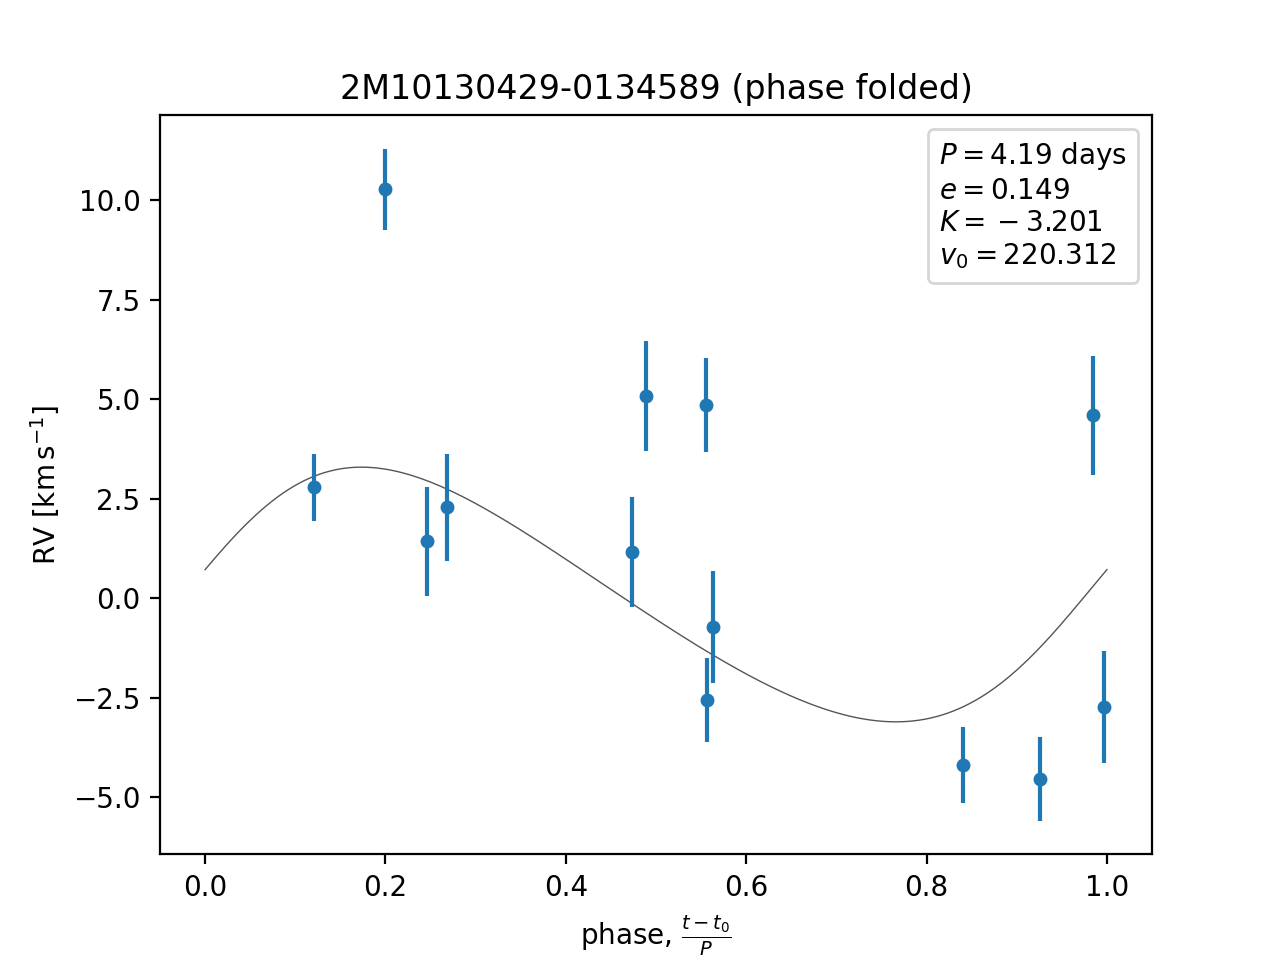 2M10130429-0134589 (phase folded)
P = 4.19 days
e = 0.149
K = −3.201
v₀ = 220.312
10.0
7.5
5.0
2.5
0.0
−2.5
−5.0
RV [km s⁻¹]
0.0 0.2 0.4 0.6 0.8 1.0
phase, (t − t₀)/P